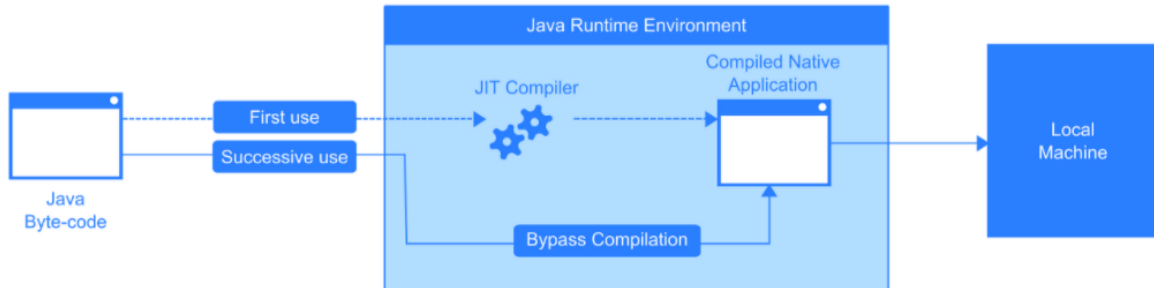 Java Runtime Environment
Compiled Native
Application
JIT Compiler
First use
Successive use
Java
Byte-code
Bypass Compilation
Local
Machine